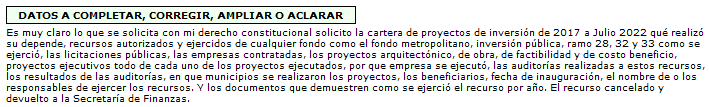 DATOS A COMPLETAR, CORREGIR, AMPLIAR O ACLARAR
Es muy claro lo que se solicita con mi derecho constitucional solicito la cartera de proyectos de inversión de 2017 a Julio 2022 qué realizó
su depende, recursos autorizados y ejercidos de cualquier fondo como el fondo metropolitano, inversión pública, ramo 28, 32 y 33 como se
ejerció, las licitaciones públicas, las empresas contratadas, los proyectos arquitectónico, de obra, de factibilidad y de costo beneficio,
proyectos ejecutivos todo de cada uno de los proyectos ejecutados, por que empresa se ejecutó, las auditorías realizadas a estos recursos,
los resultados de las auditorías, en que municipios se realizaron los proyectos, los beneficiarios, fecha de inauguración, el nombre de o los
responsables de ejercer los recursos. Y los documentos que demuestren como se ejerció el recurso por año. El recurso cancelado y
devuelto a la Secretaría de Finanzas.